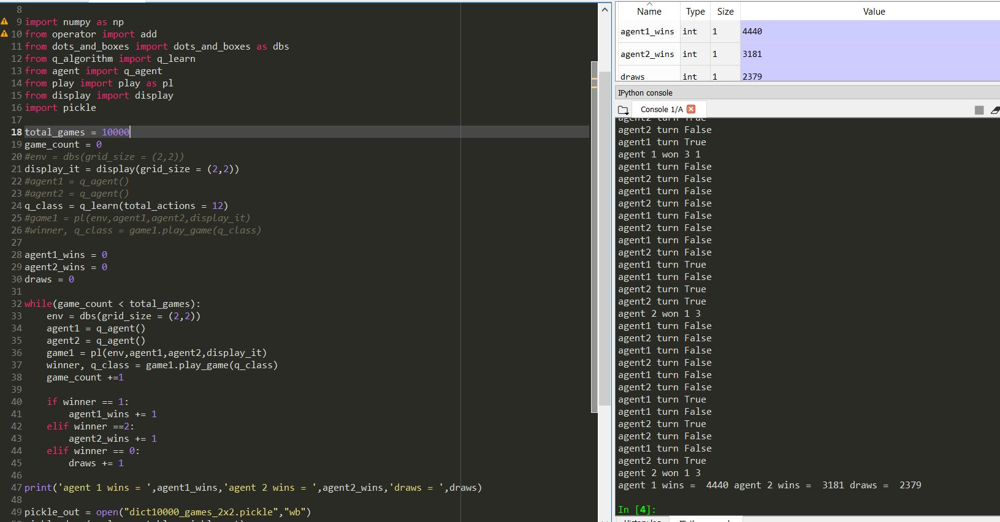 8
9 import numpy as np
10 from operator import add
11 from dots_and_boxes import dots_and_boxes as dbs
12 from q_algorithm import q_learn
13 from agent import q_agent
14 from play import play as pl
15 from display import display
16 import pickle
17
18 total_games = 10000
19 game_count = 0
20 #env = dbs(grid_size = (2,2))
21 display_it = display(grid_size = (2,2))
22 #agent1 = q_agent()
23 #agent2 = q_agent()
24 q_class = q_learn(total_actions = 12)
25 #game1 = pl(env,agent1,agent2,display_it)
26 #winner, q_class = game1.play_game(q_class)
27
28 agent1_wins = 0
29 agent2_wins = 0
30 draws = 0
31
32 while(game_count < total_games):
33     env = dbs(grid_size = (2,2))
34     agent1 = q_agent()
35     agent2 = q_agent()
36     game1 = pl(env,agent1,agent2,display_it)
37     winner, q_class = game1.play_game(q_class)
38     game_count +=1
39
40     if winner == 1:
41         agent1_wins += 1
42     elif winner ==2:
43         agent2_wins += 1
44     elif winner == 0:
45         draws += 1
46
47 print('agent 1 wins = ',agent1_wins,'agent 2 wins = ',agent2_wins,'draws = ',draws)
48
49 pickle_out = open("dict10000_games_2x2.pickle","wb")
Name Type Size Value
agent1_wins int 1 4440
agent2_wins int 1 3181
draws int 1 2379
IPython console
Console 1/A
agent2 turn True
agent2 turn False
agent1 turn True
agent 1 won 3 1
agent1 turn False
agent2 turn False
agent1 turn False
agent2 turn False
agent1 turn False
agent2 turn False
agent1 turn False
agent2 turn False
agent1 turn True
agent1 turn False
agent2 turn True
agent2 turn True
agent 2 won 1 3
agent1 turn False
agent2 turn False
agent1 turn False
agent2 turn False
agent1 turn False
agent2 turn False
agent1 turn True
agent1 turn False
agent2 turn True
agent2 turn False
agent1 turn False
agent2 turn True
agent 2 won 1 3
agent 1 wins =  4440 agent 2 wins =  3181 draws =  2379
In [4]: